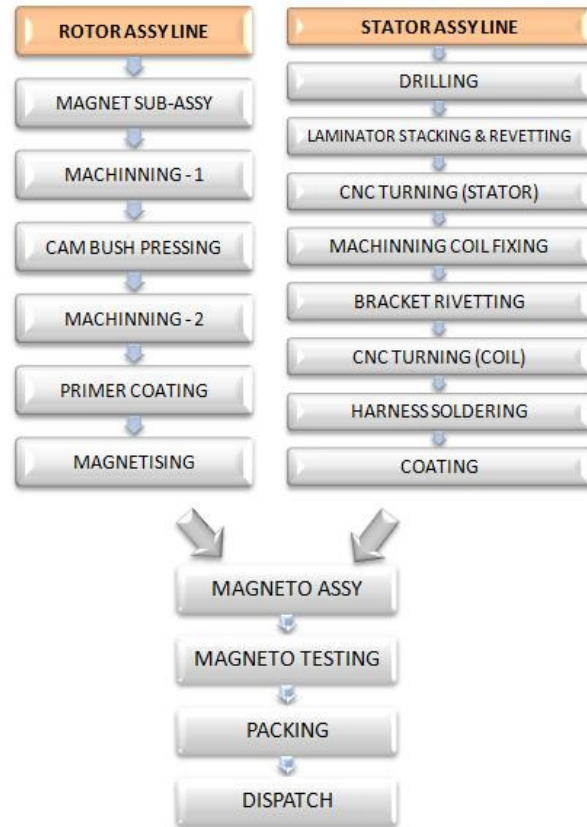 ROTOR ASSY LINE
MAGNET SUB-ASSY
MACHINNING - 1
CAM BUSH PRESSING
MACHINNING - 2
PRIMER COATING
MAGNETISING
STATOR ASSY LINE
DRILLING
LAMINATOR STACKING & REVETTING
CNC TURNING (STATOR)
MACHINNING COIL FIXING
BRACKET RIVETTING
CNC TURNING (COIL)
HARNESS SOLDERING
COATING
MAGNETO ASSY
MAGNETO TESTING
PACKING
DISPATCH